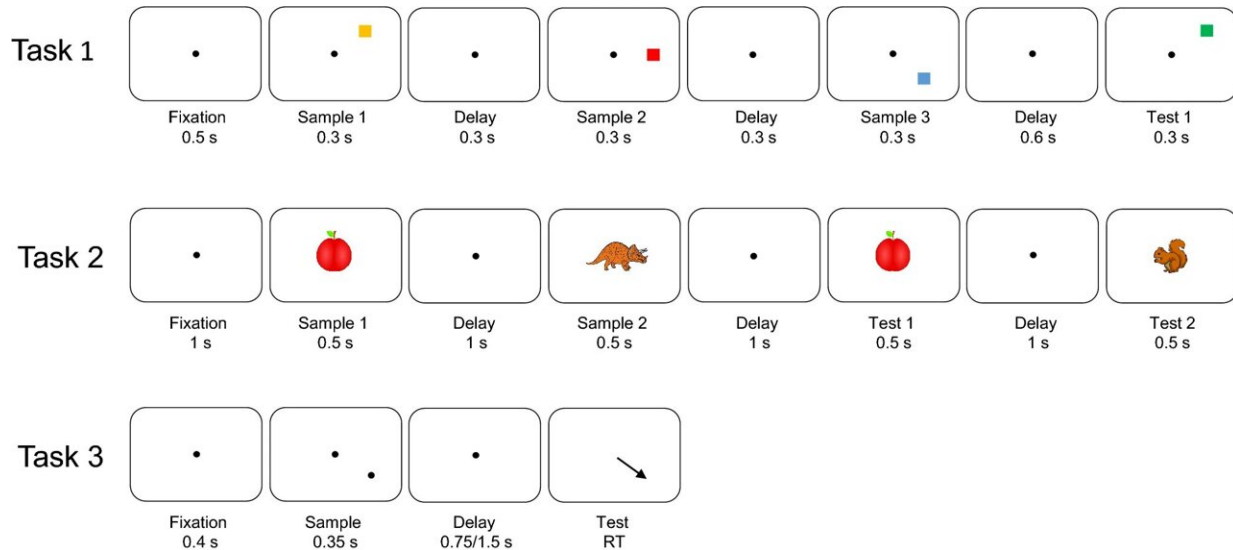 Task 1
Fixation Sample 1 Delay Sample 2 Delay Sample 3 Delay Test 1
0.5 s 0.3 s 0.3 s 0.3 s 0.3 s 0.3 s 0.6 s 0.3 s
Task 2
Fixation Sample 1 Delay Sample 2 Delay Test 1 Delay Test 2
1 s 0.5 s 1 s 0.5 s 1 s 0.5 s 1 s 0.5 s
Task 3
Fixation Sample Delay Test
0.4 s 0.35 s 0.75/1.5 s RT